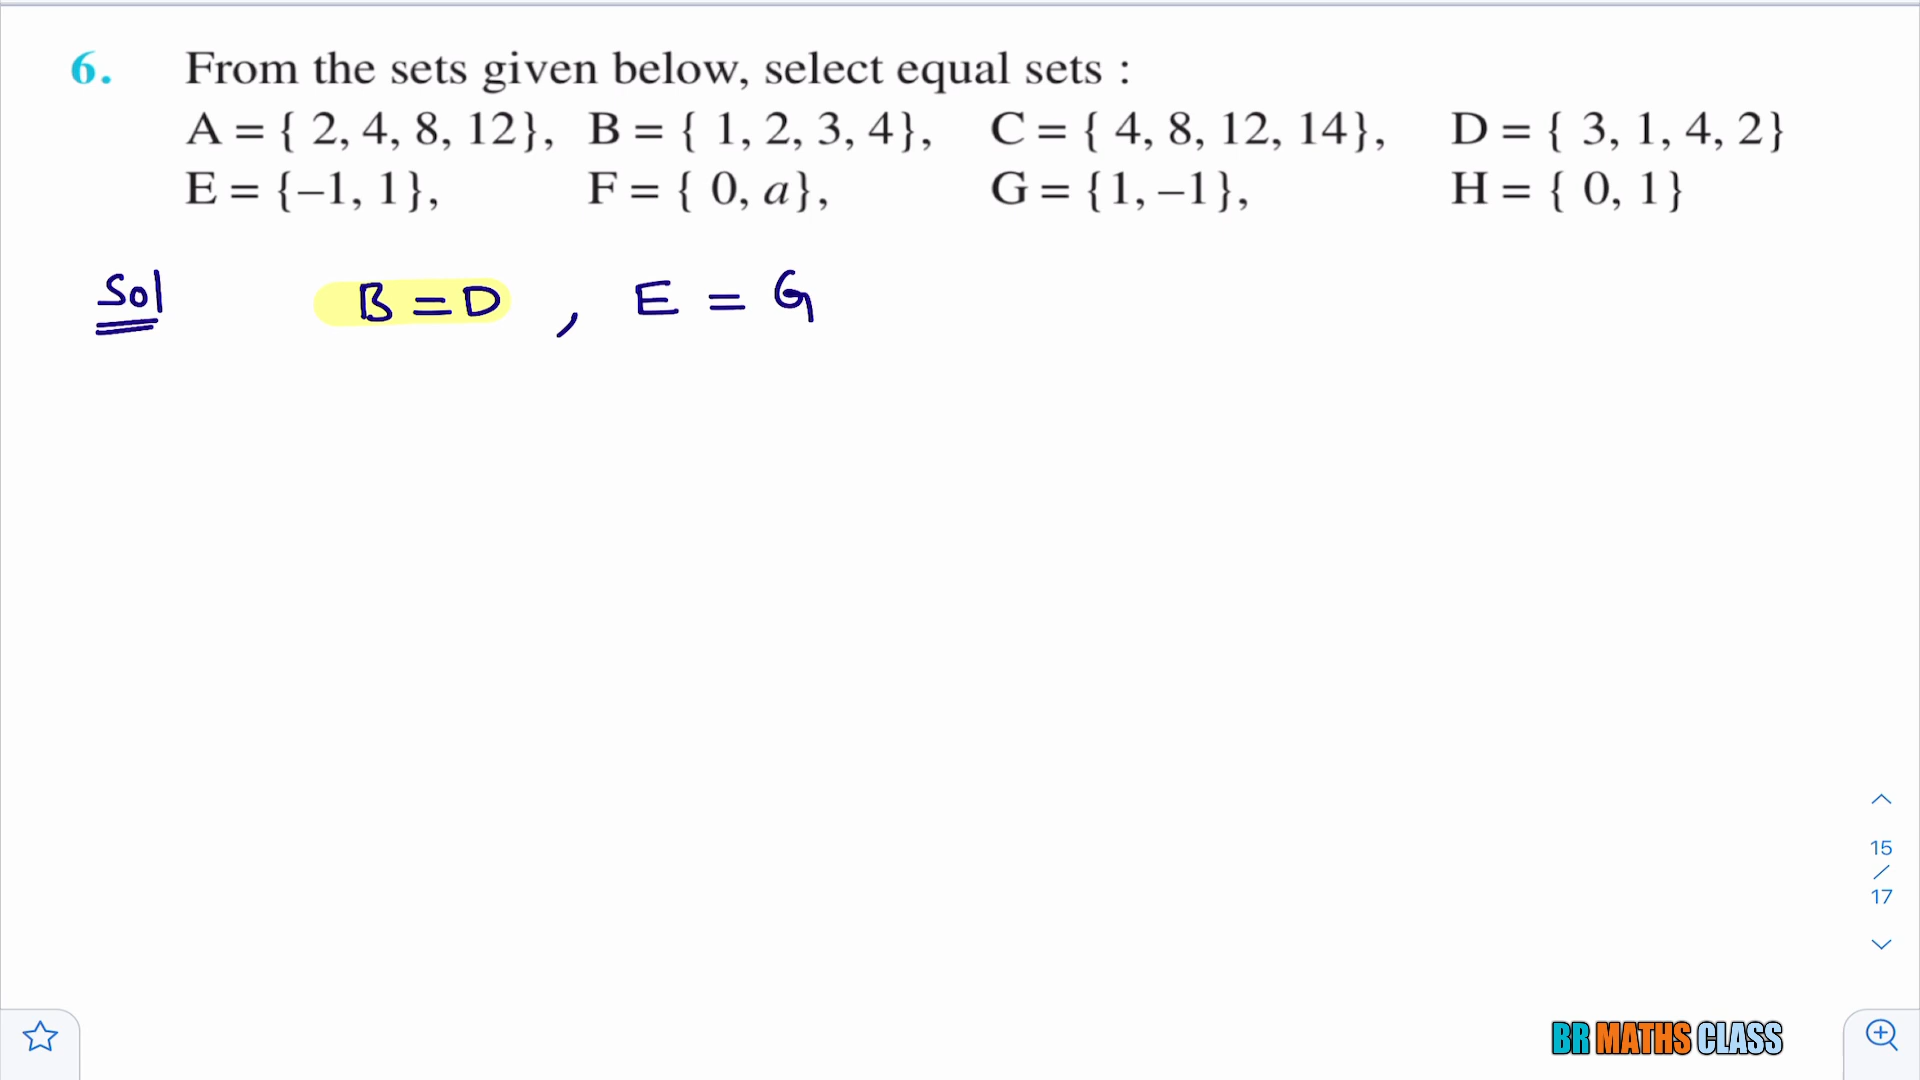 6. From the sets given below, select equal sets :
A = { 2, 4, 8, 12}, B = { 1, 2, 3, 4}, C = { 4, 8, 12, 14}, D = { 3, 1, 4, 2}
E = {–1, 1}, F = { 0, a}, G = {1, –1}, H = { 0, 1}
Sol B = D , E = G
15
/
17
BR MATHS CLASS